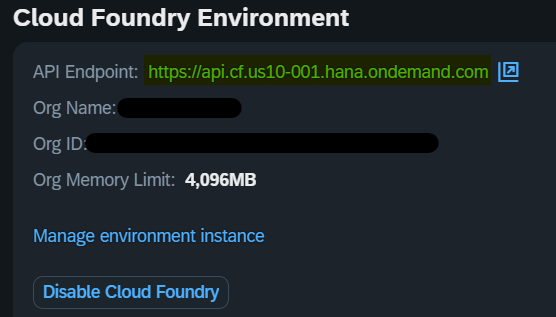 Cloud Foundry Environment
API Endpoint: https://api.cf.us10-001.hana.ondemand.com
Org Name:
Org ID:
Org Memory Limit: 4,096MB
Manage environment instance
Disable Cloud Foundry